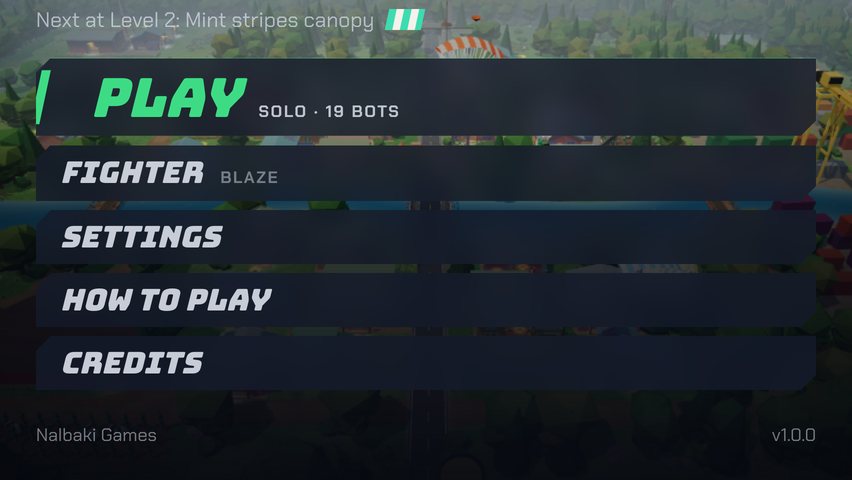 Next at Level 2: Mint stripes canopy
PLAY SOLO · 19 BOTS
FIGHTER BLAZE
SETTINGS
HOW TO PLAY
CREDITS
Nalbaki Games
v1.0.0